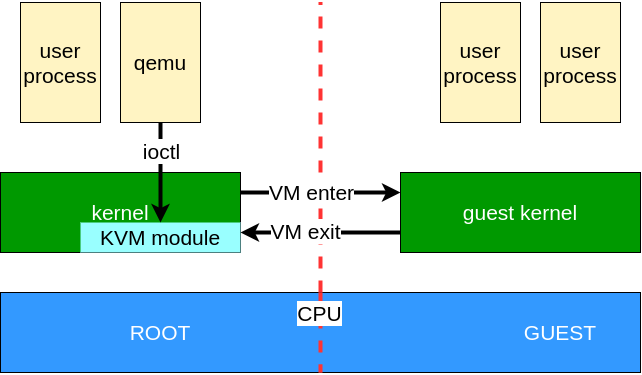 user
process
qemu
user
process
user
process
ioctl
VM enter
kernel
guest kernel
KVM module
VM exit
CPU
ROOT
GUEST